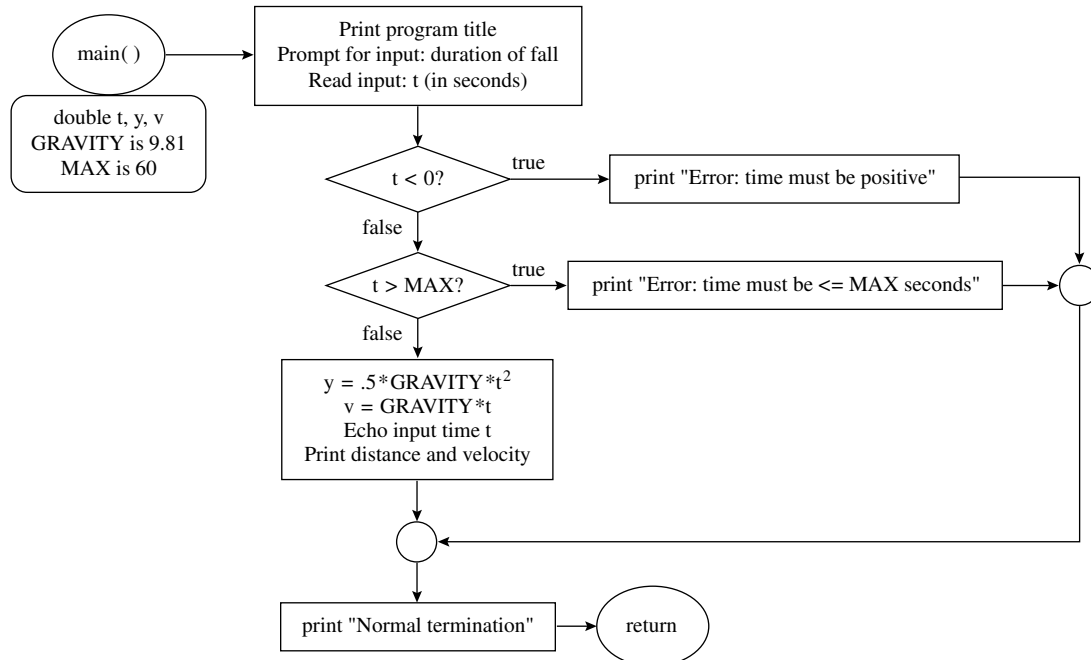 main( )
Print program title
Prompt for input: duration of fall
Read input: t (in seconds)
double t, y, v
GRAVITY is 9.81
MAX is 60
t < 0?
true
print "Error: time must be positive"
false
t > MAX?
true
print "Error: time must be <= MAX seconds"
false
y = .5*GRAVITY*t²
v = GRAVITY*t
Echo input time t
Print distance and velocity
print "Normal termination"
return